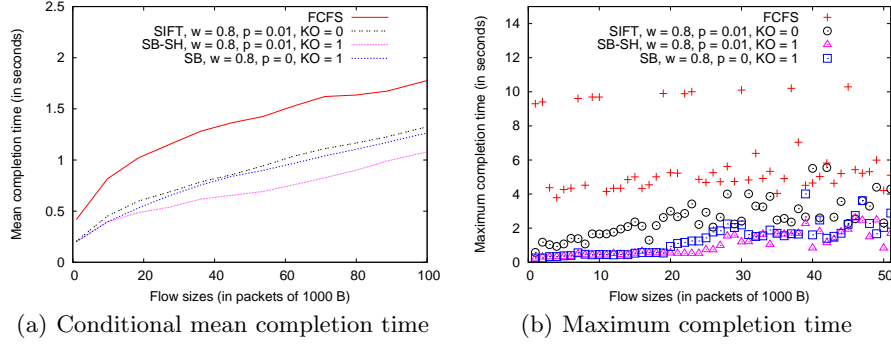 Mean completion time (in seconds)
2.5
2
1.5
1
0.5
0
FCFS
SIFT, w = 0.8, p = 0.01, KO = 0
SB-SH, w = 0.8, p = 0.01, KO = 1
SB, w = 0.8, p = 0, KO = 1
0 20 40 60 80 100
Flow sizes (in packets of 1000 B)
(a) Conditional mean completion time
Maximum completion time (in seconds)
14
12
10
8
6
4
2
0
FCFS
SIFT, w = 0.8, p = 0.01, KO = 0
SB-SH, w = 0.8, p = 0.01, KO = 1
SB, w = 0.8, p = 0, KO = 1
0 10 20 30 40 50
Flow sizes (in packets of 1000 B)
(b) Maximum completion time